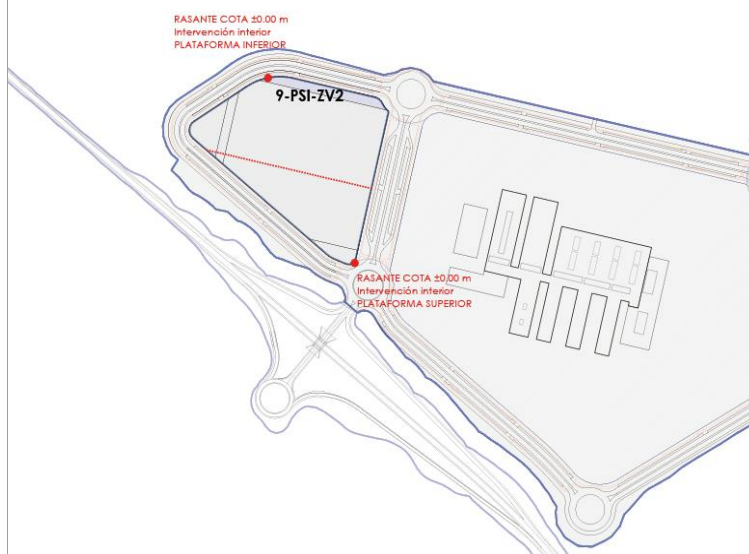 RASANTE COTA ±0.00 m
Intervención interior
PLATAFORMA INFERIOR
9-PSI-ZV2
RASANTE COTA ±0.00 m
Intervención interior
PLATAFORMA SUPERIOR